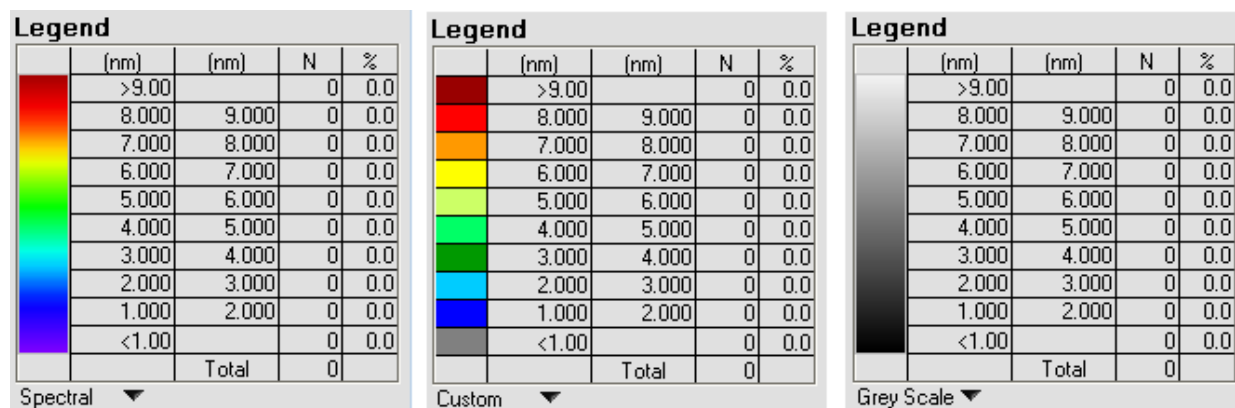 Legend
(nm) (nm) N %
>9.00 0 0.0
8.000 9.000 0 0.0
7.000 8.000 0 0.0
6.000 7.000 0 0.0
5.000 6.000 0 0.0
4.000 5.000 0 0.0
3.000 4.000 0 0.0
2.000 3.000 0 0.0
1.000 2.000 0 0.0
<1.00 0 0.0
Total 0
Spectral
Legend
(nm) (nm) N %
>9.00 0 0.0
8.000 9.000 0 0.0
7.000 8.000 0 0.0
6.000 7.000 0 0.0
5.000 6.000 0 0.0
4.000 5.000 0 0.0
3.000 4.000 0 0.0
2.000 3.000 0 0.0
1.000 2.000 0 0.0
<1.00 0 0.0
Total 0
Custom
Legend
(nm) (nm) N %
>9.00 0 0.0
8.000 9.000 0 0.0
7.000 8.000 0 0.0
6.000 7.000 0 0.0
5.000 6.000 0 0.0
4.000 5.000 0 0.0
3.000 4.000 0 0.0
2.000 3.000 0 0.0
1.000 2.000 0 0.0
<1.00 0 0.0
Total 0
Grey Scale